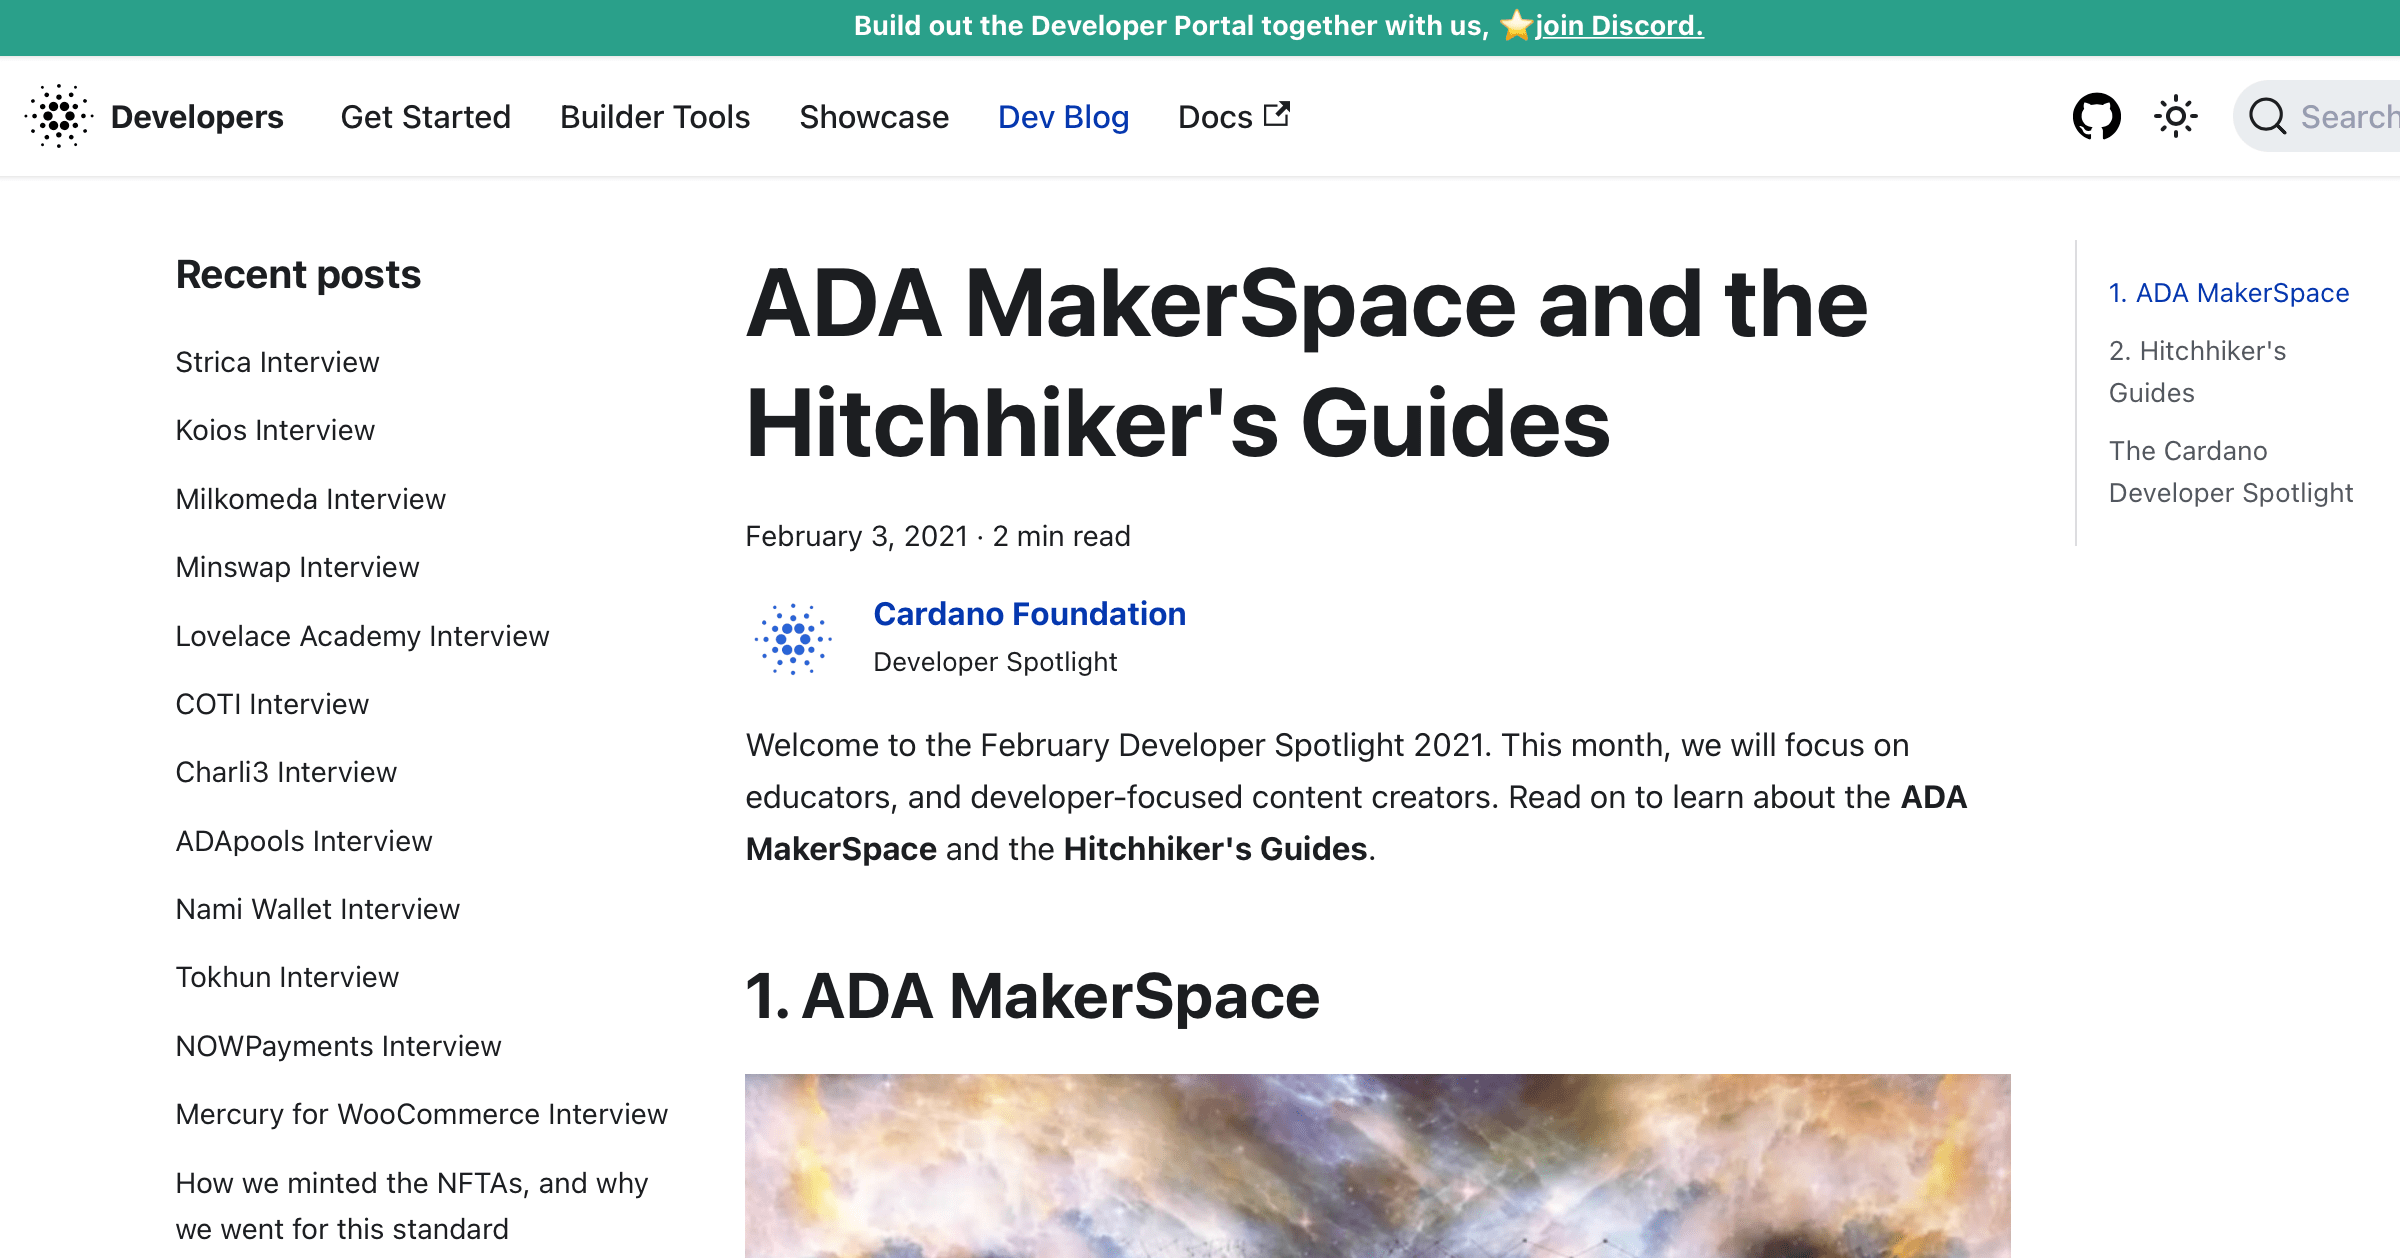 Build out the Developer Portal together with us, ⭐join Discord.
Developers
Get Started
Builder Tools
Showcase
Dev Blog
Docs
Search
Recent posts
Strica Interview
Koios Interview
Milkomeda Interview
Minswap Interview
Lovelace Academy Interview
COTI Interview
Charli3 Interview
ADApools Interview
Nami Wallet Interview
Tokhun Interview
NOWPayments Interview
Mercury for WooCommerce Interview
How we minted the NFTAs, and why
we went for this standard
ADA MakerSpace and the
Hitchhiker's Guides
February 3, 2021 · 2 min read
Cardano Foundation
Developer Spotlight
Welcome to the February Developer Spotlight 2021. This month, we will focus on
educators, and developer-focused content creators. Read on to learn about the ADA
MakerSpace and the Hitchhiker's Guides.
1. ADA MakerSpace
1. ADA MakerSpace
2. Hitchhiker's
Guides
The Cardano
Developer Spotlight